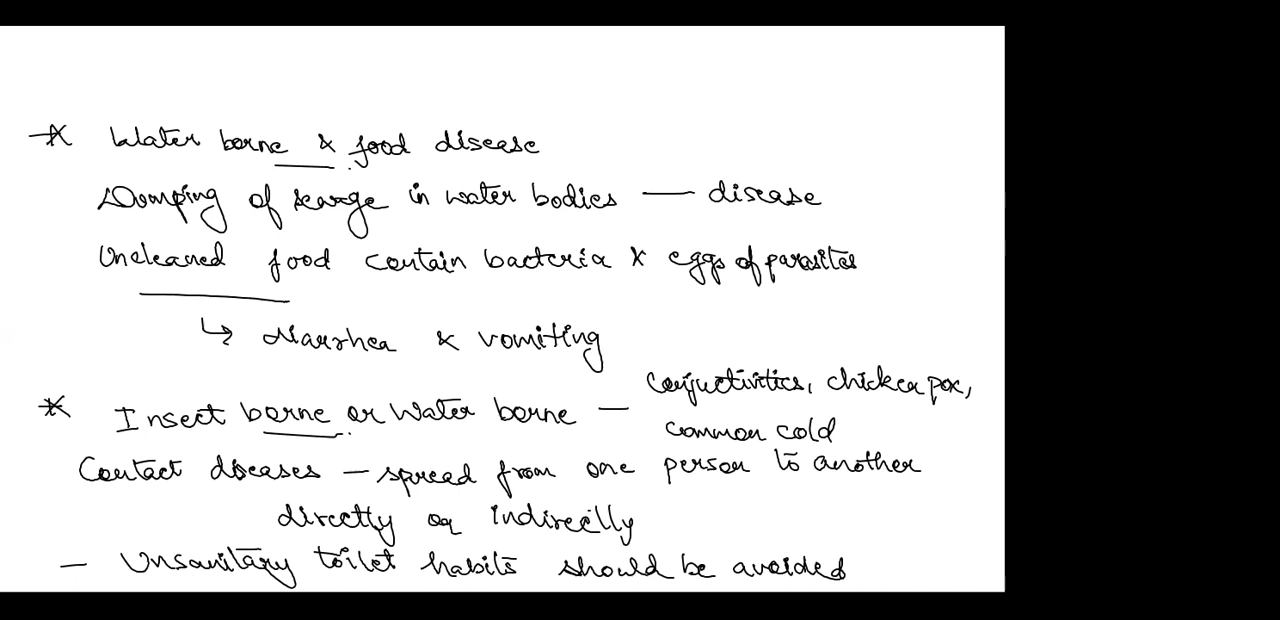 * Water borne & food disease
Dumping of searge in water bodies — disease
Uncleaned food contain bacteria & eggs of parasites
↳ diarrhea & vomiting
* Insect borne or Water borne — conjuctivitics, chicken pox,
common cold
Contact diseases — spread from one person to another
directly or indirectly
— Unsanitary toilet habits should be avoided